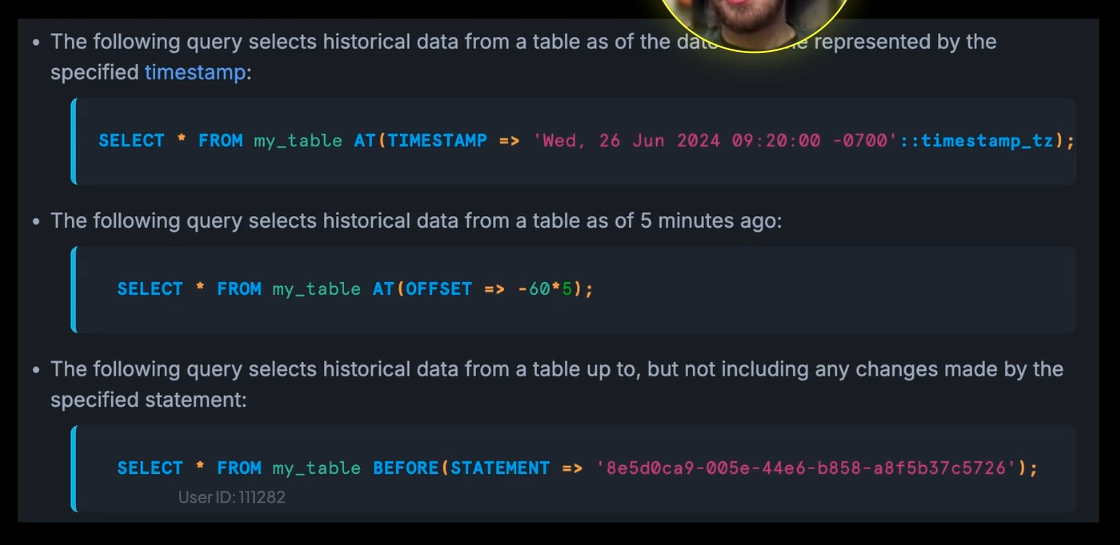 • The following query selects historical data from a table as of the represented by the
specified timestamp:
SELECT * FROM my_table AT(TIMESTAMP => 'Wed, 26 Jun 2024 09:20:00 -0700'::timestamp_tz);
• The following query selects historical data from a table as of 5 minutes ago:
SELECT * FROM my_table AT(OFFSET => -60*5);
• The following query selects historical data from a table up to, but not including any changes made by the
specified statement:
SELECT * FROM my_table BEFORE(STATEMENT => '8e5d0ca9-005e-44e6-b858-a8f5b37c5726');
User ID: 111282